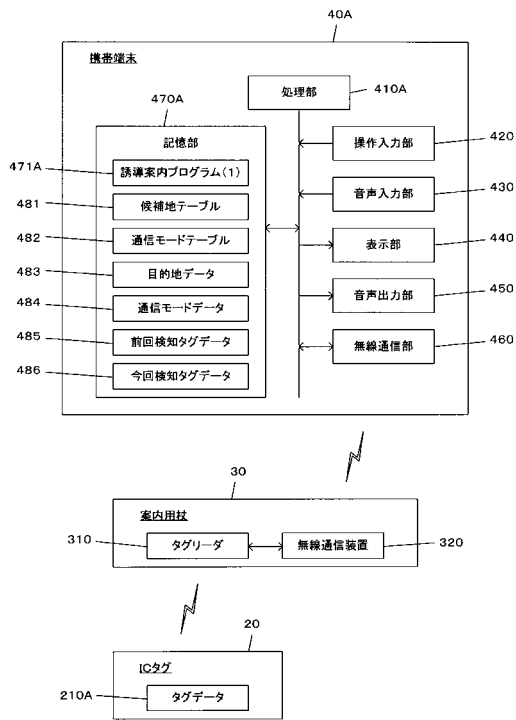 40A
携帯端末
処理部
410A
470A
記憶部
471A
誘導案内プログラム(1)
481
候補地テーブル
482
通信モードテーブル
483
目的地データ
484
通信モードデータ
485
前回検知タグデータ
486
今回検知タグデータ
操作入力部
420
音声入力部
430
表示部
440
音声出力部
450
無線通信部
460
30
案内用杖
310
タグリーダ
無線通信装置
320
20
ICタグ
210A
タグデータ